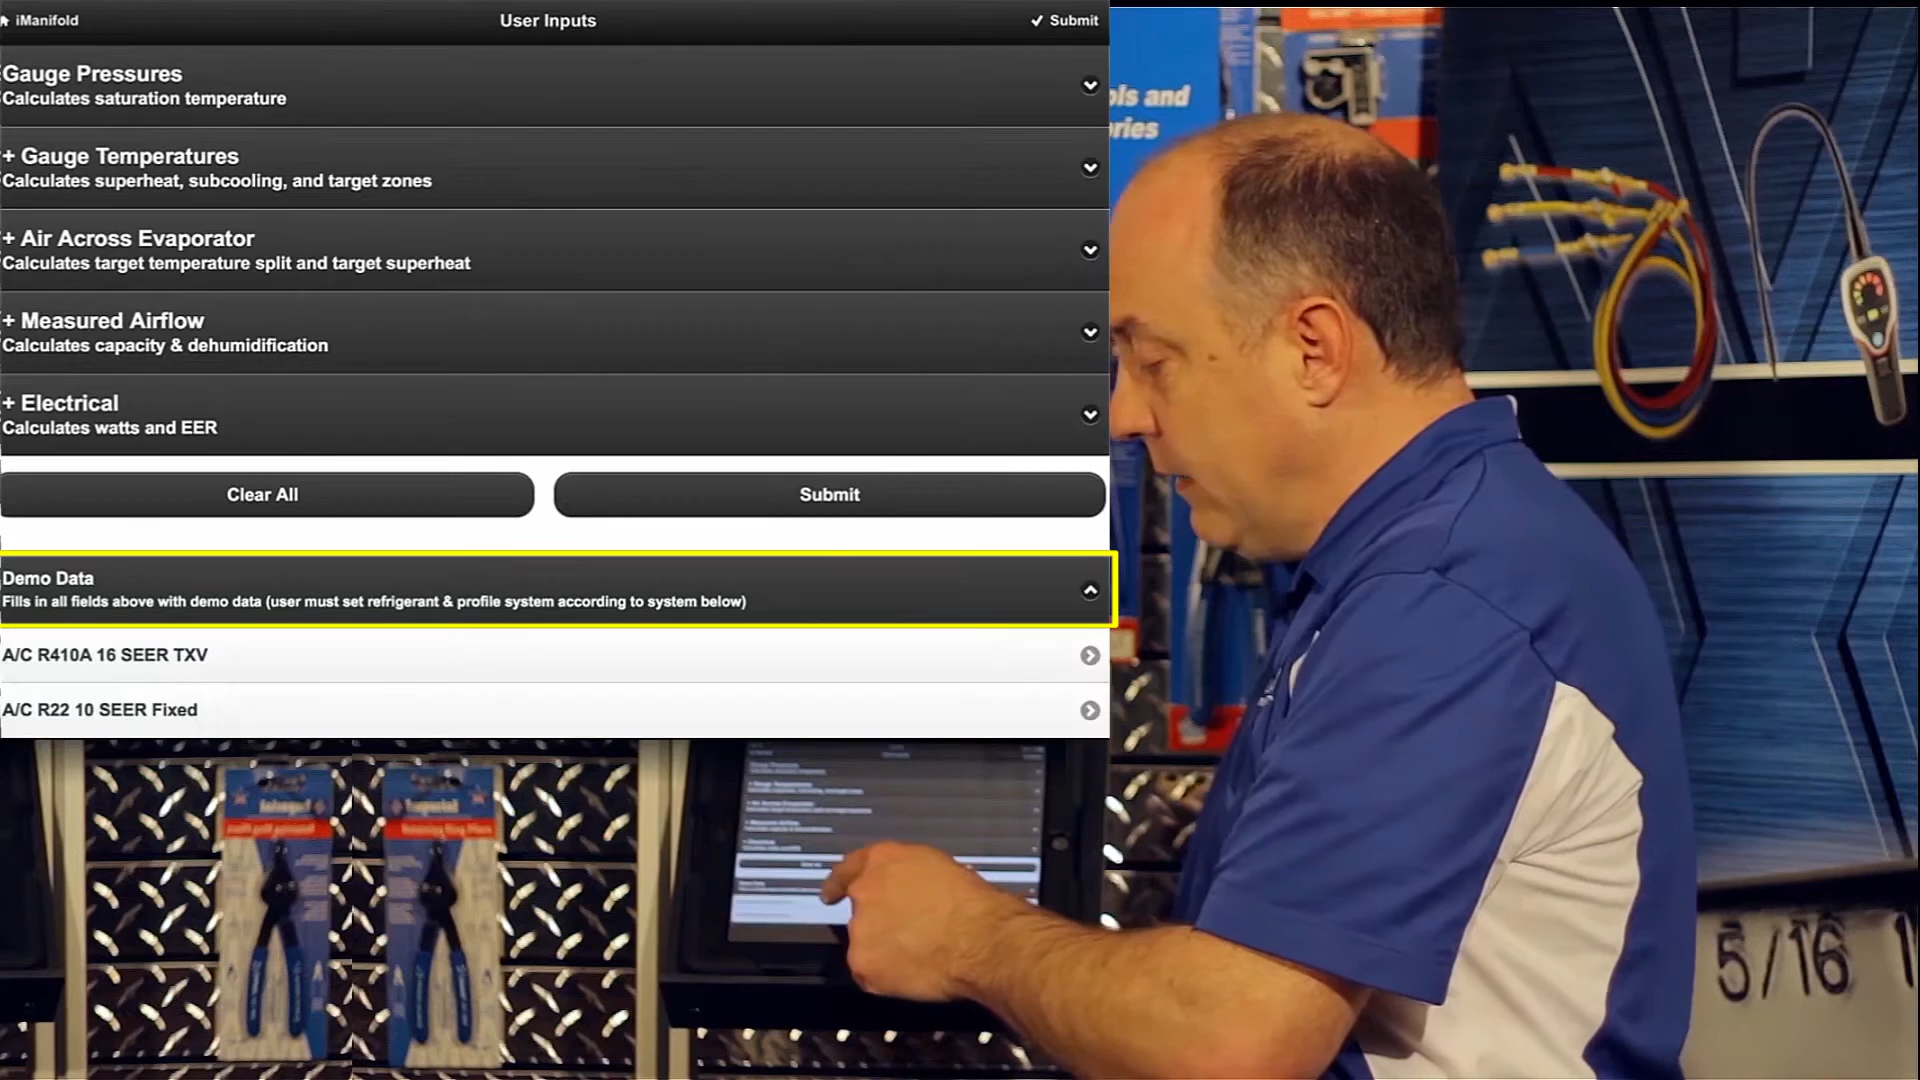 iManifold
User Inputs
Submit
Gauge Pressures
Calculates saturation temperature
+ Gauge Temperatures
Calculates superheat, subcooling, and target zones
+ Air Across Evaporator
Calculates target temperature split and target superheat
+ Measured Airflow
Calculates capacity & dehumidification
+ Electrical
Calculates watts and EER
Clear All
Submit
Demo Data
Fills in all fields above with demo data (user must set refrigerant & profile system according to system below)
A/C R410A 16 SEER TXV
A/C R22 10 SEER Fixed
and
Imperial
5/16